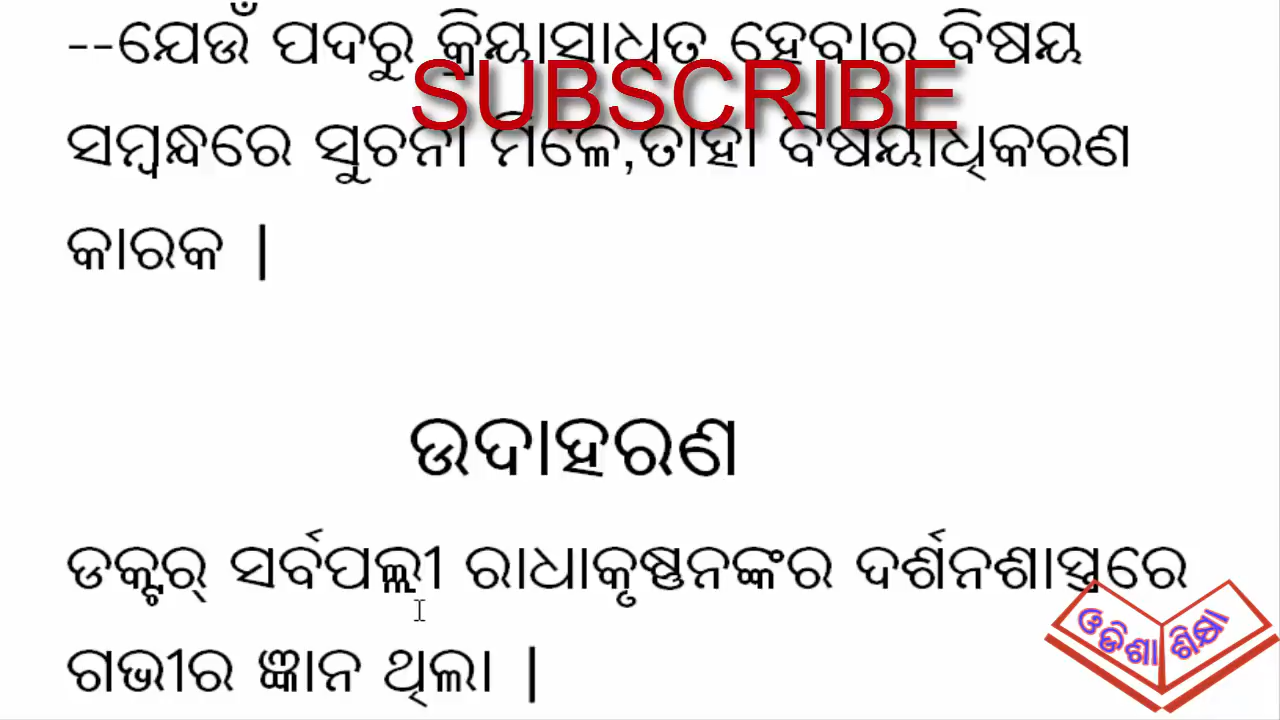 --ଯେଉଁ ପଦରୁ କ୍ରିୟାସାଧିତ ହେବାର ବିଷୟ
SUBSCRIBE
ସମ୍ବନ୍ଧରେ ସୁଚନା ମିଳେ,ତାହା ବିଷୟାଧିକରଣ
କାରକ |
ଉଦାହରଣ
ଡକ୍ଟର୍ ସର୍ବପଲ୍ଲୀ ରାଧାକୃଷ୍ଣନଙ୍କର ଦର୍ଶନଶାସ୍ତ୍ରରେ
ଗଭୀର ଜ୍ଞାନ ଥିଲା |
ଓଡିଶା ଶିକ୍ଷା